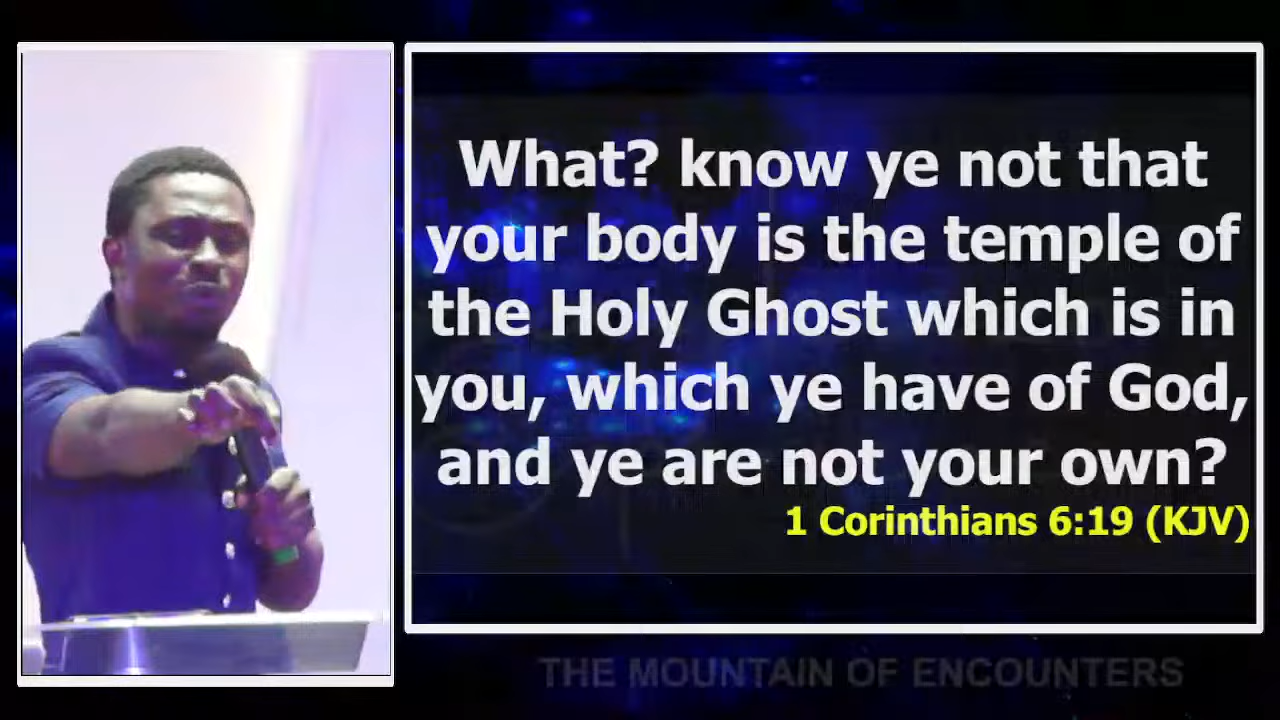 What? know ye not that
your body is the temple of
the Holy Ghost which is in
you, which ye have of God,
and ye are not your own?
1 Corinthians 6:19 (KJV)
THE MOUNTAIN OF ENCOUNTERS